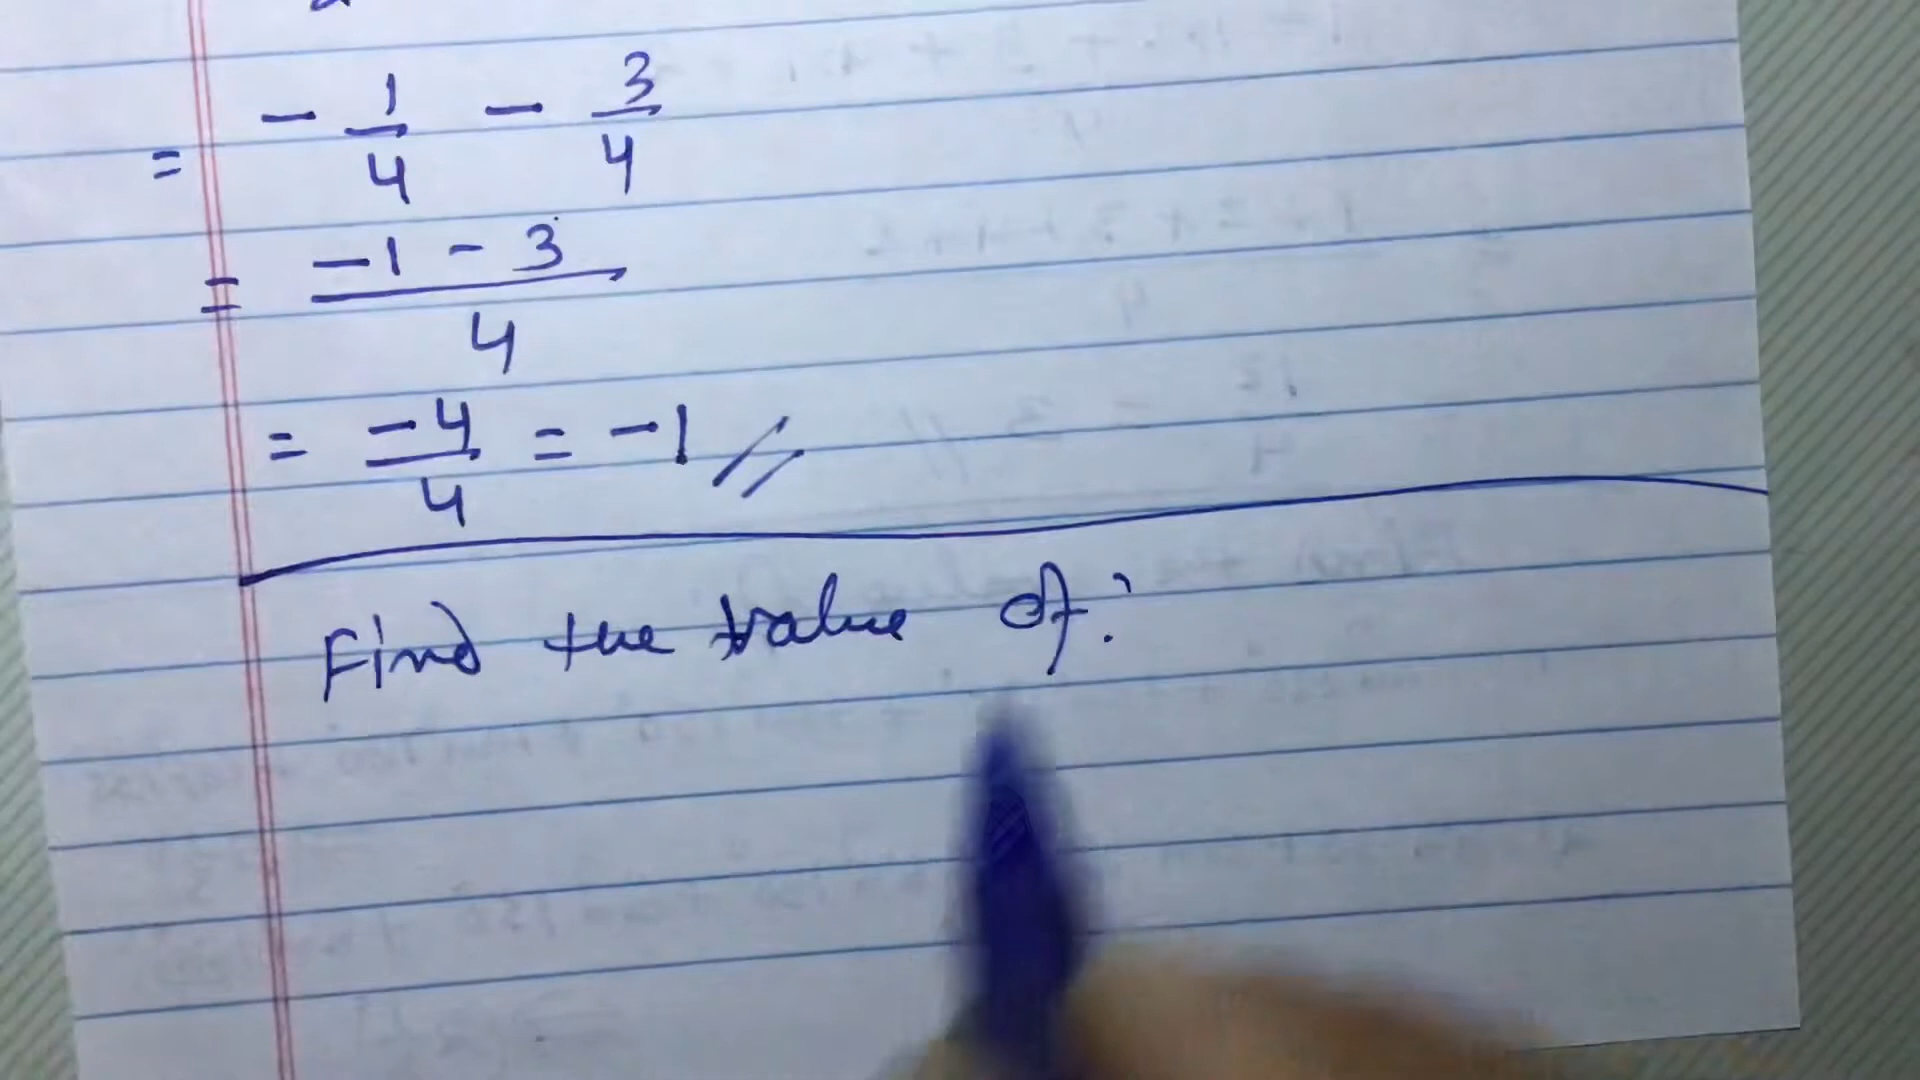 = - 1/4 - 3/4
= -1 - 3 / 4
= -4/4 = -1 //
Find the value of: